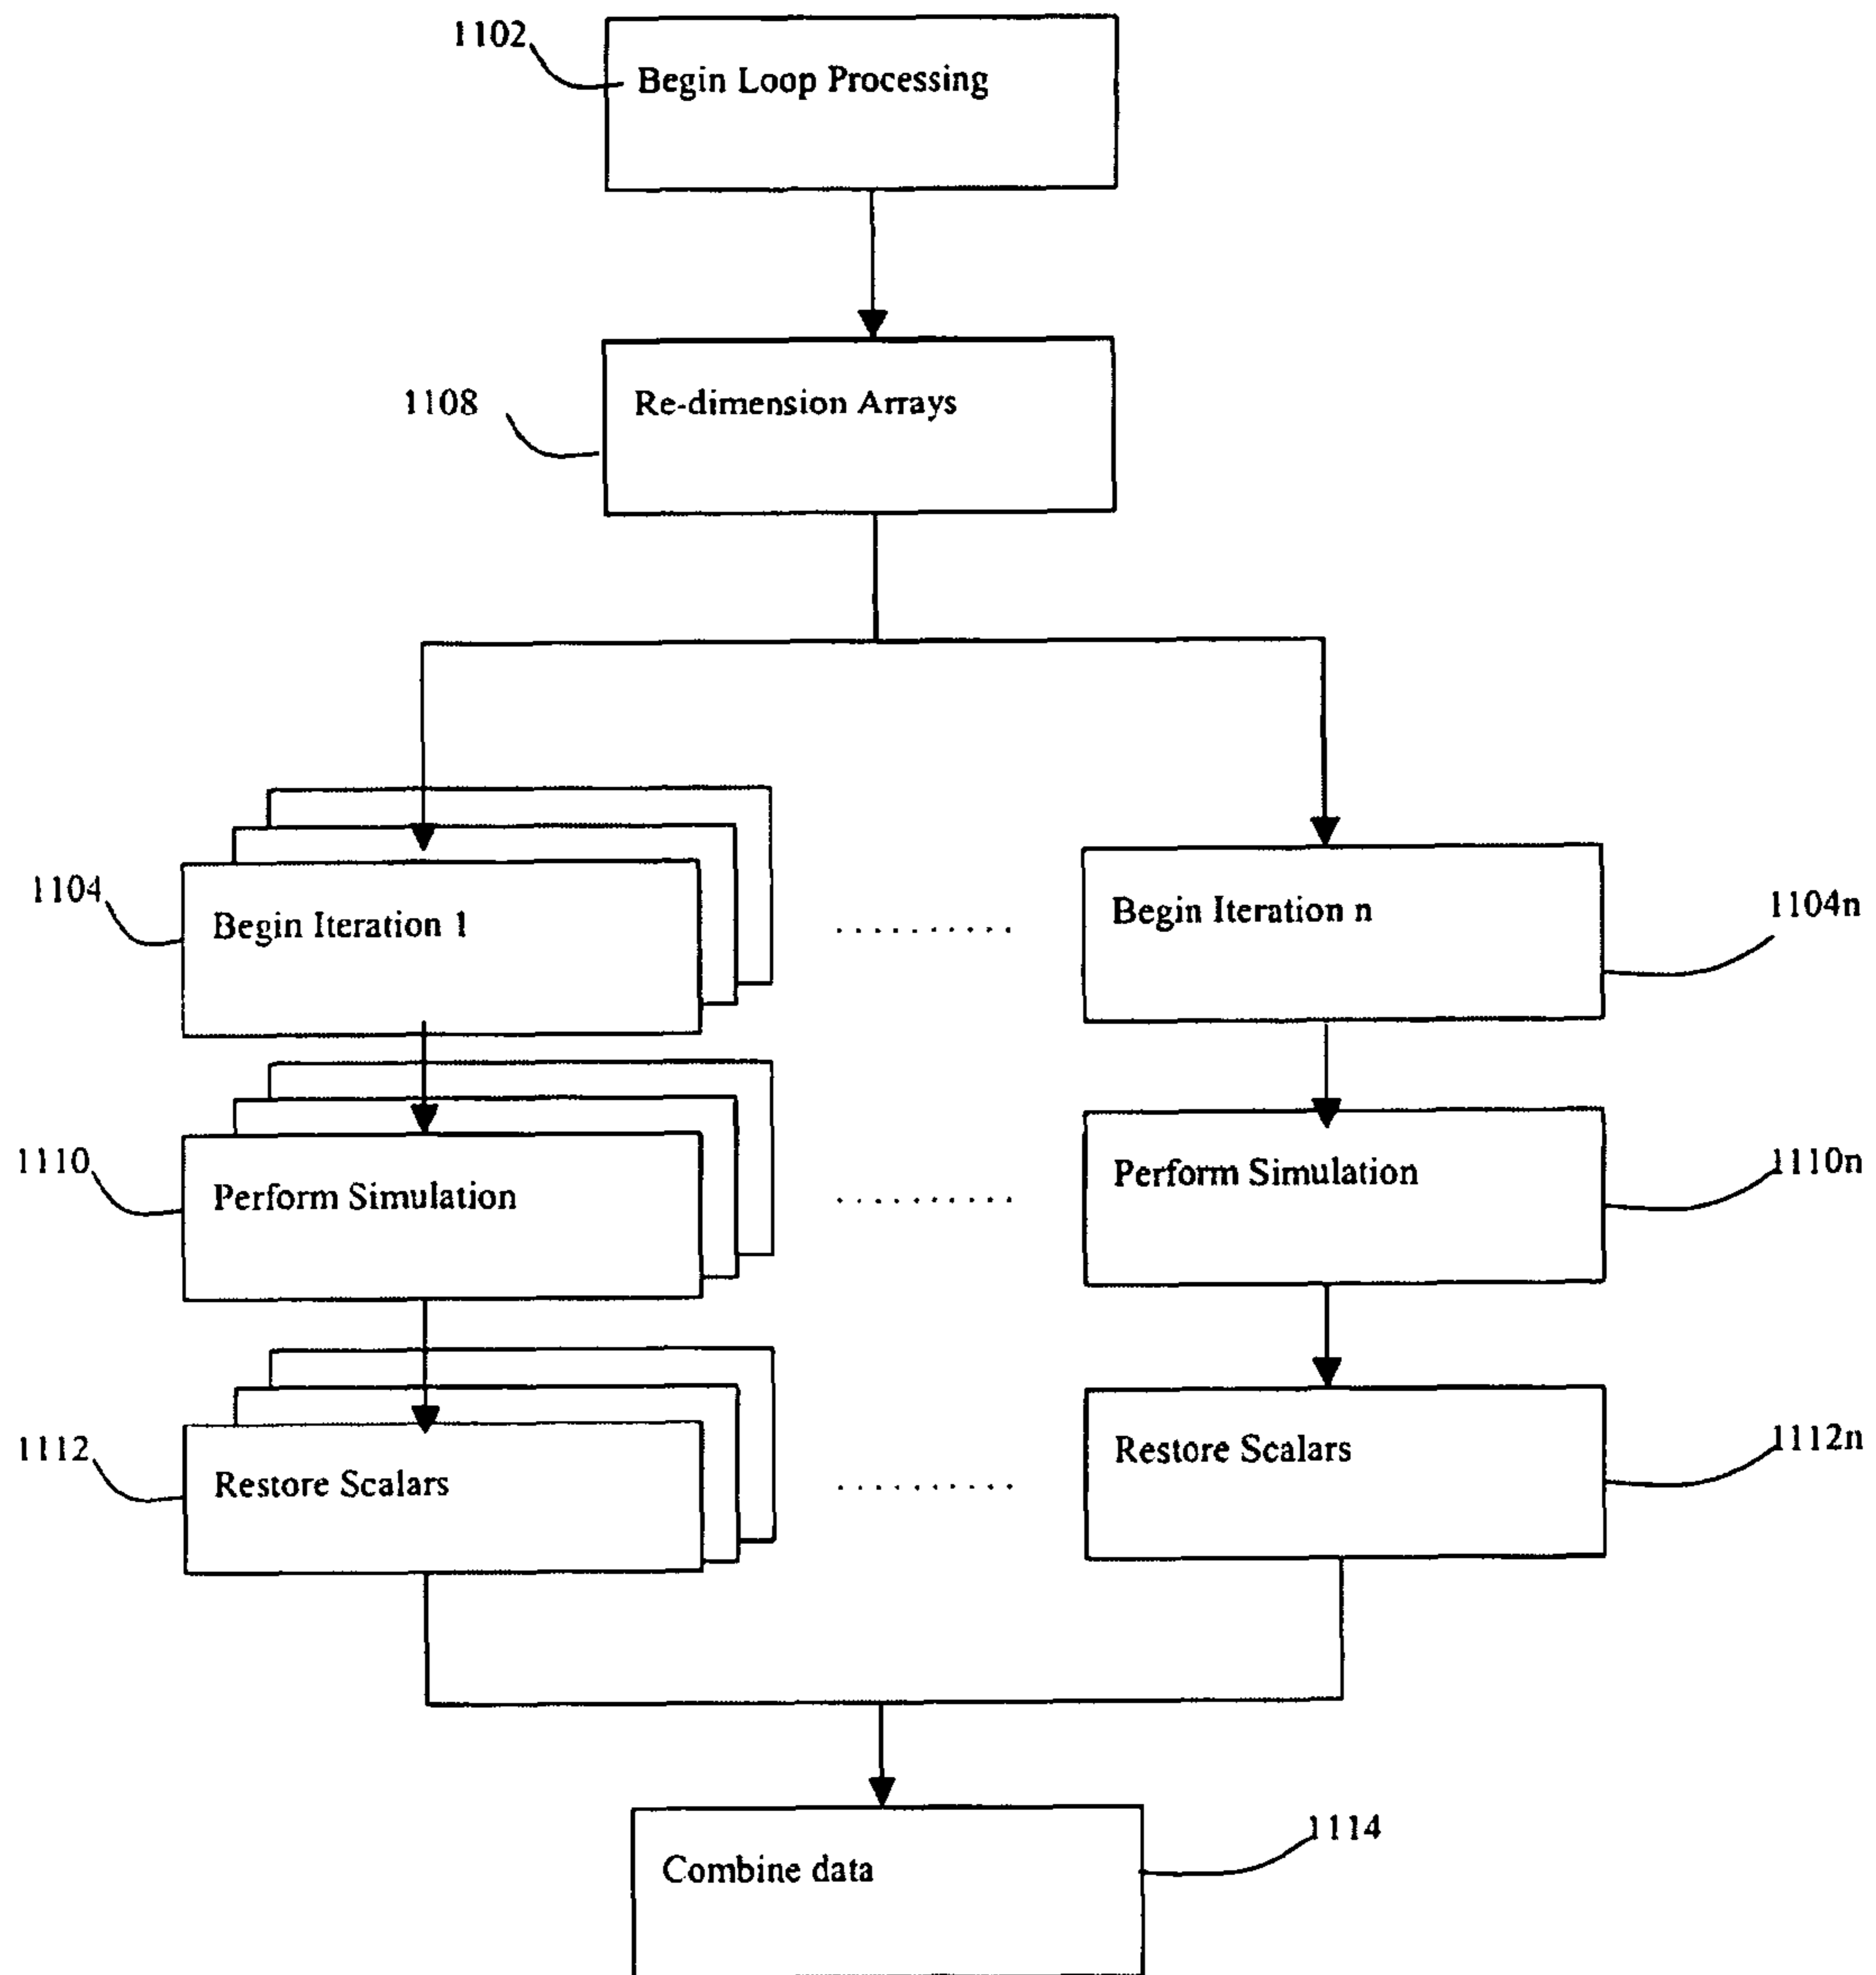 1102
Begin Loop Processing
1108
Re-dimension Arrays
1104
Begin Iteration 1
..........
Begin Iteration n
1104n
1110
Perform Simulation
..........
Perform Simulation
1110n
1112
Restore Scalars
..........
Restore Scalars
1112n
Combine data
1114